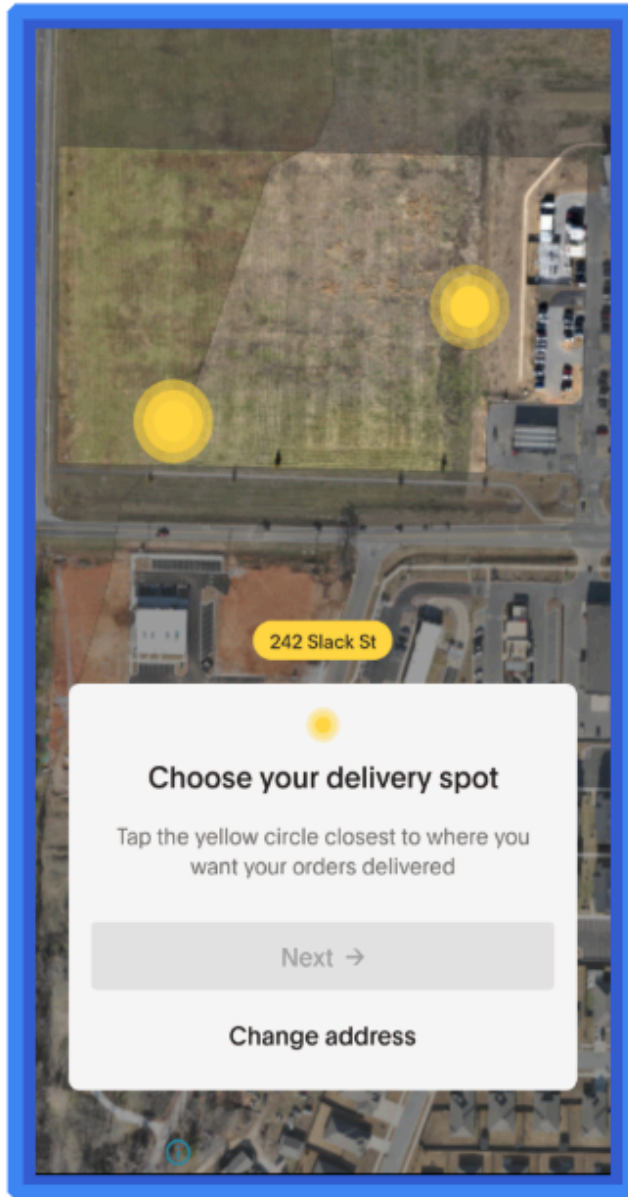 242 Slack St
Choose your delivery spot
Tap the yellow circle closest to where you
want your orders delivered
Next →
Change address